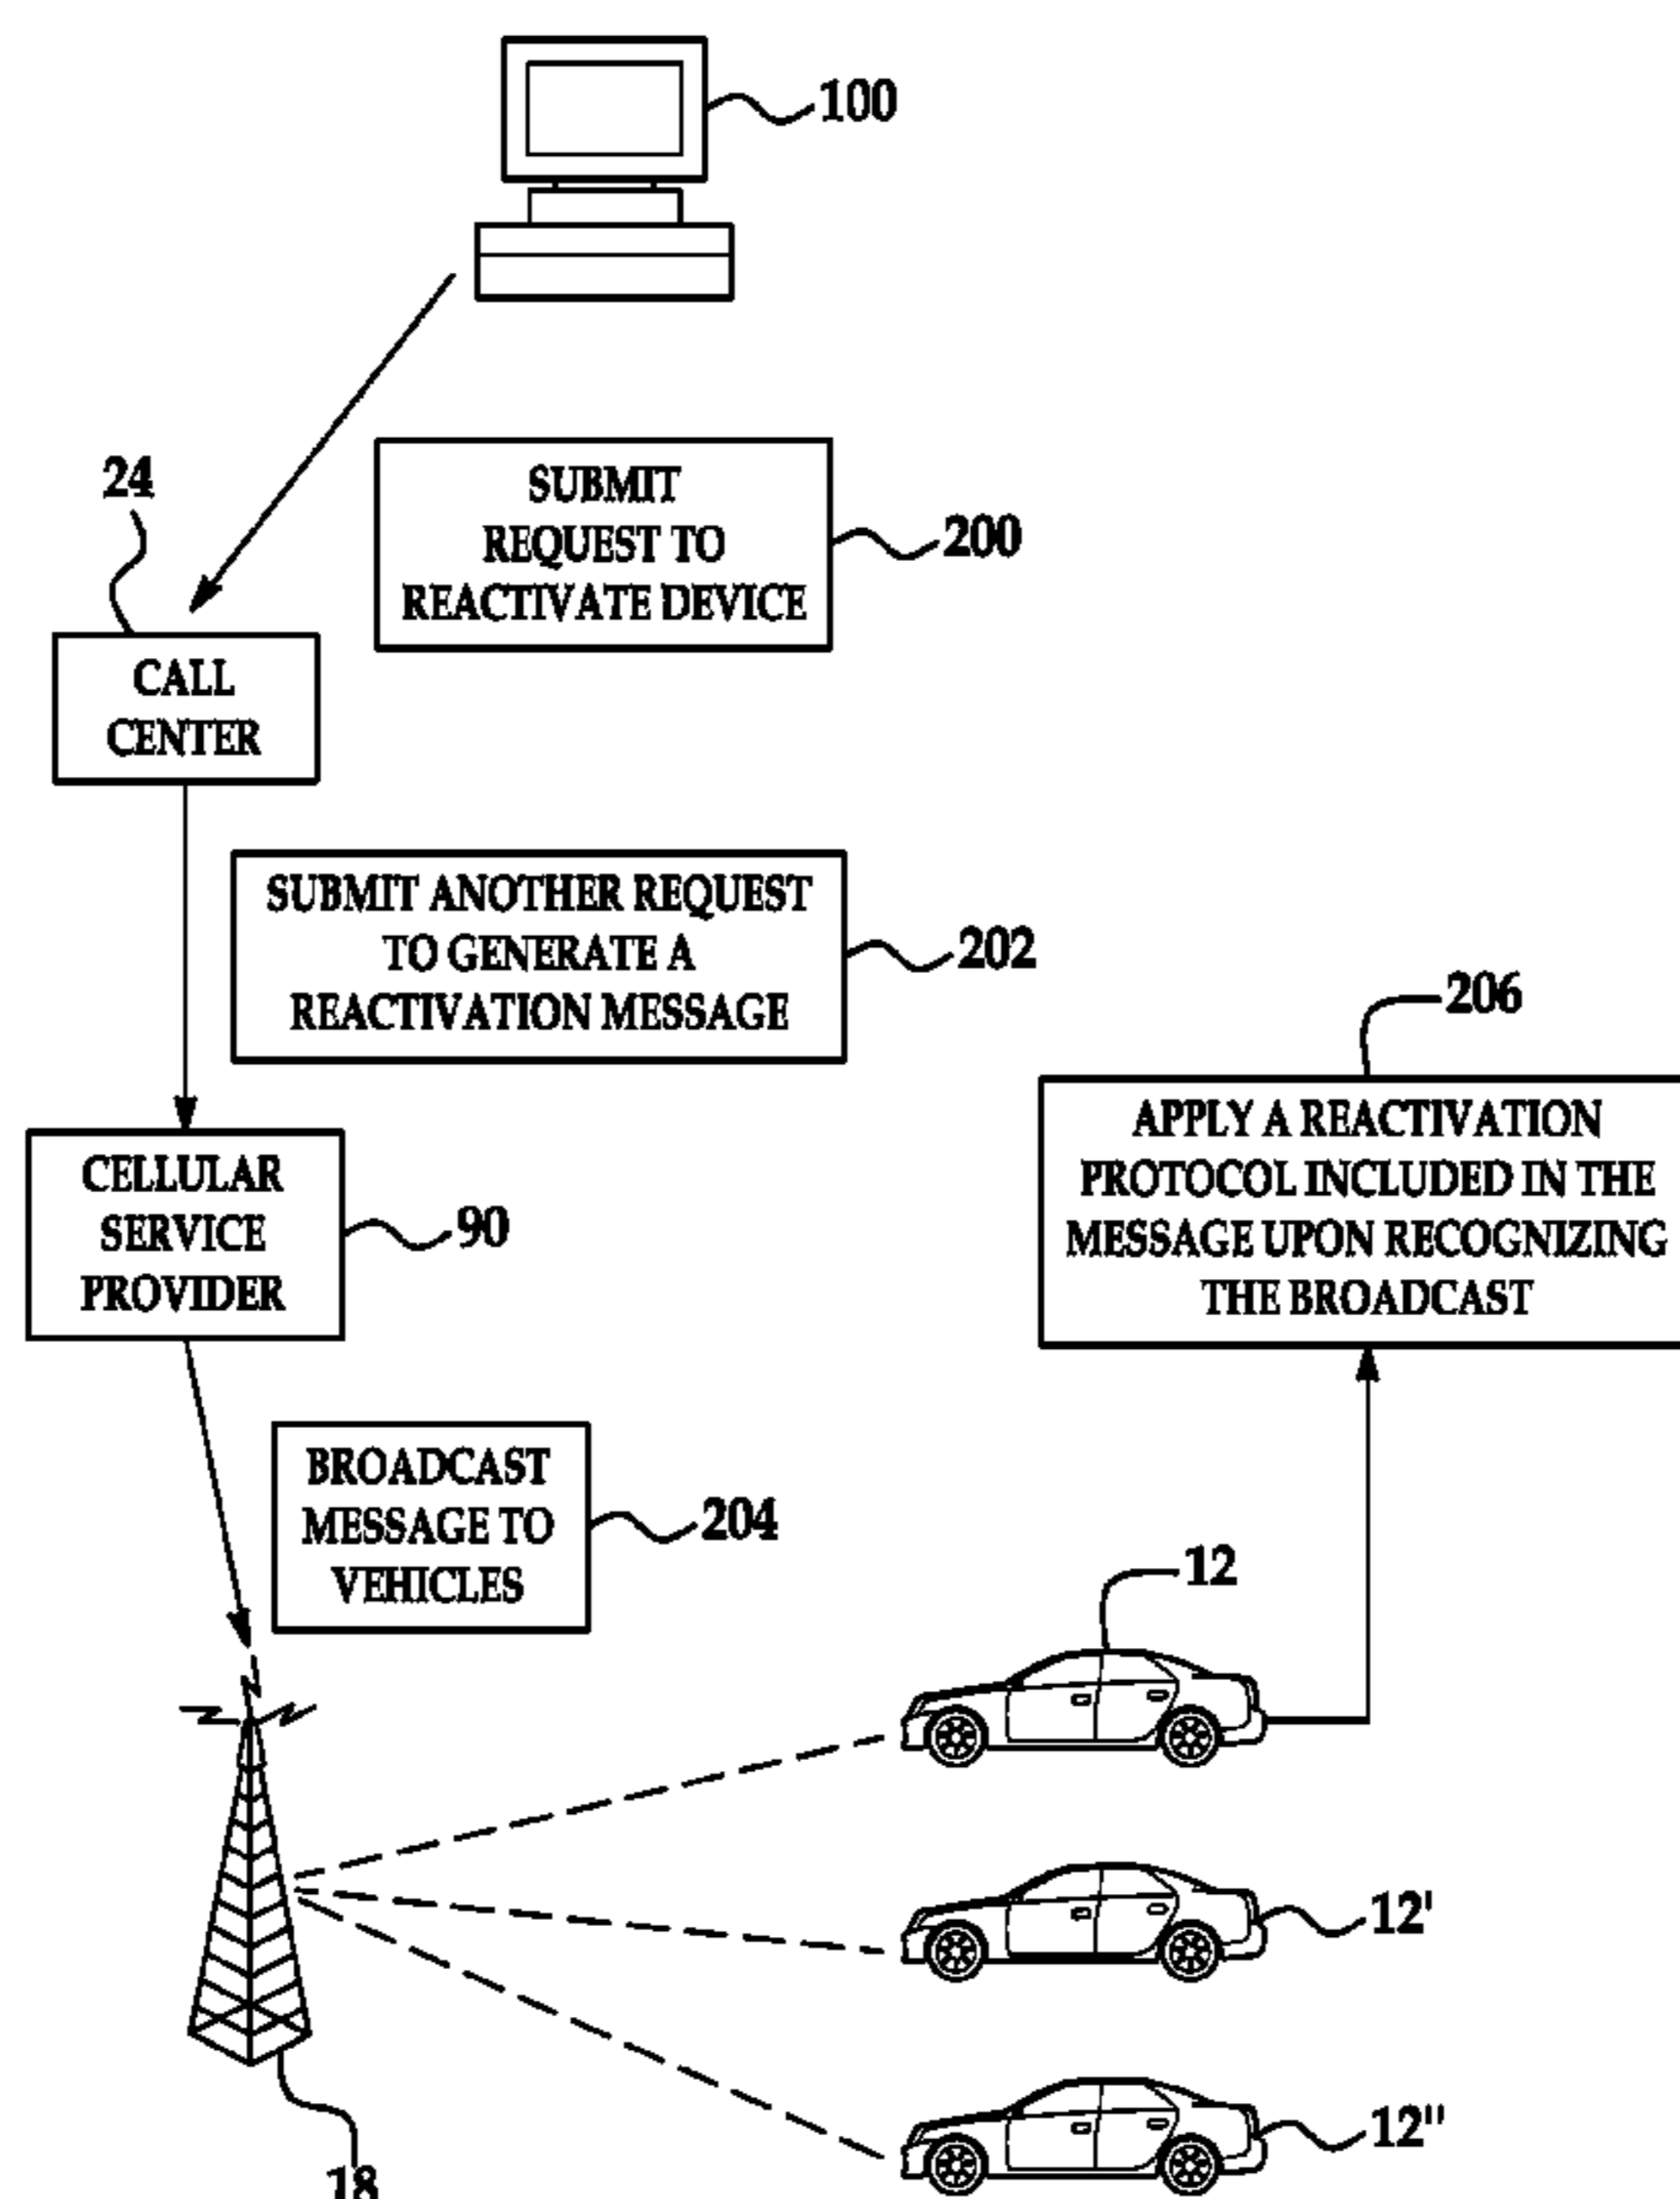 100
24
SUBMIT
REQUEST TO
REACTIVATE DEVICE
200
CALL
CENTER
SUBMIT ANOTHER REQUEST
TO GENERATE A
REACTIVATION MESSAGE
202
206
APPLY A REACTIVATION
PROTOCOL INCLUDED IN THE
MESSAGE UPON RECOGNIZING
THE BROADCAST
CELLULAR
SERVICE
PROVIDER
90
BROADCAST
MESSAGE TO
VEHICLES
204
12
12'
12"
18